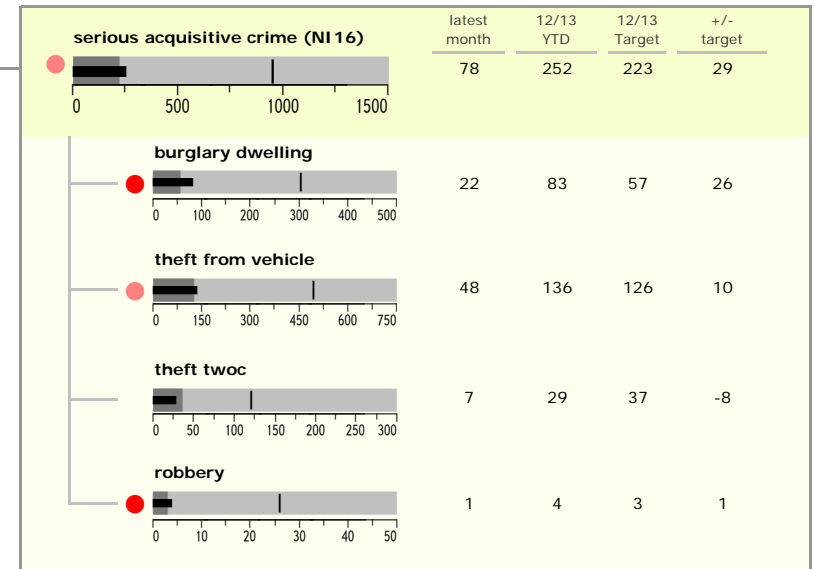 latest 12/13 12/13 +/-
serious acquisitive crime (NI16) month YTD Target target
78 252 223 29
0 500 1000 1500
burglary dwelling
22 83 57 26
0 100 200 300 400 500
theft from vehicle
48 136 126 10
0 150 300 450 600 750
theft twoc
7 29 37 -8
0 50 100 150 200 250 300
robbery
1 4 3 1
0 10 20 30 40 50